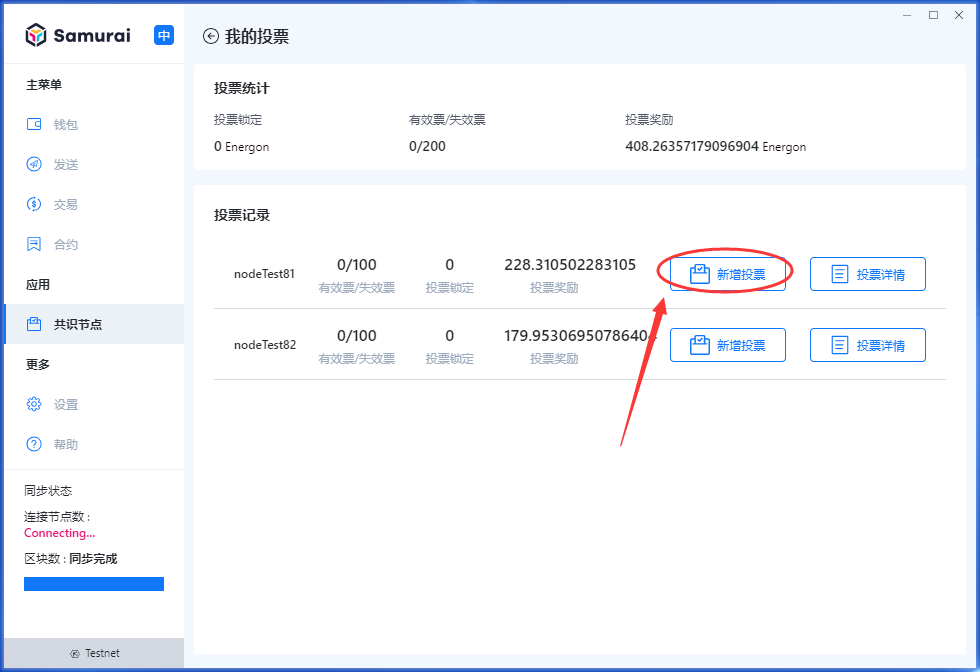 Samurai 中
主菜单
钱包
发送
交易
合约
应用
共识节点
更多
设置
帮助
同步状态
连接节点数 :
Connecting...
区块数 : 同步完成
Testnet
我的投票
投票统计
投票锁定 有效票/失效票 投票奖励
0 Energon 0/200 408.26357179096904 Energon
投票记录
nodeTest81 0/100 0 228.310502283105 新增投票 投票详情
有效票/失效票 投票锁定 投票奖励
nodeTest82 0/100 0 179.9530695078640 新增投票 投票详情
有效票/失效票 投票锁定 投票奖励